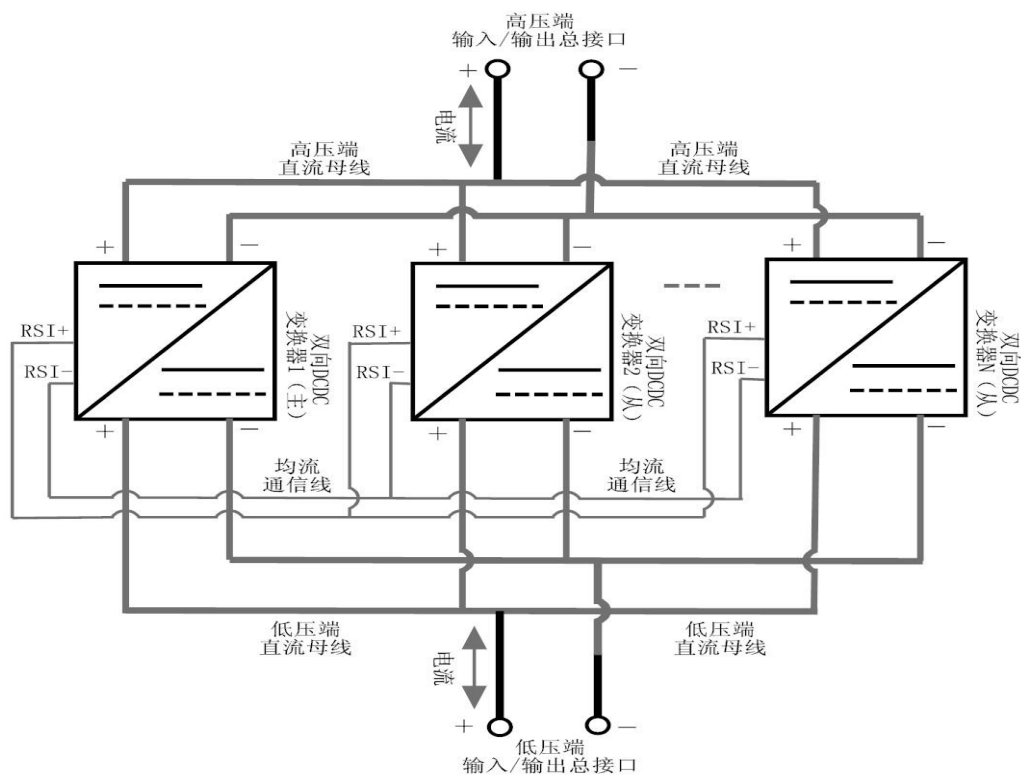 高压端
输入/输出总接口
+
—
电流
高压端
直流母线
高压端
直流母线
+
—
+
—
+
—
RSI+
RSI-
双向DCDC
变换器1（主）
RSI+
RSI-
双向DCDC
变换器2（从）
RSI+
RSI-
双向DCDC
变换器N（从）
+
—
+
—
+
—
均流
通信线
均流
通信线
低压端
直流母线
低压端
直流母线
电流
+
—
低压端
输入/输出总接口